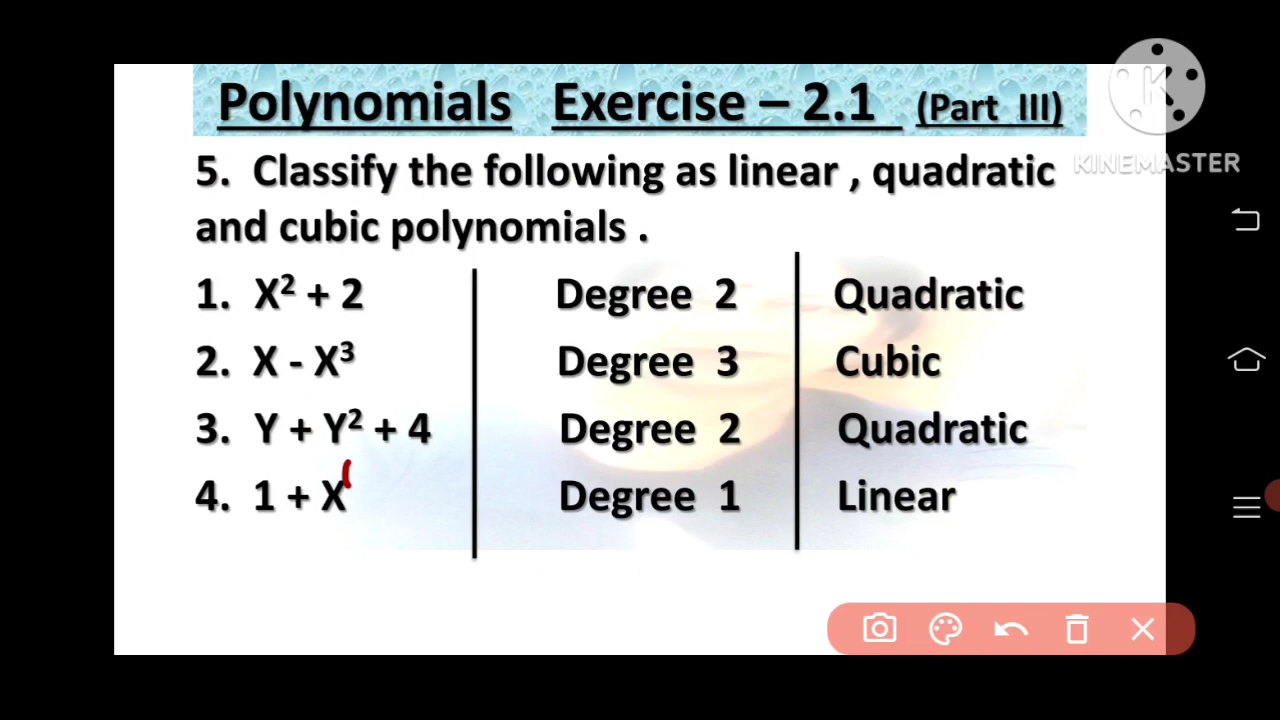 Polynomials Exercise – 2.1 (Part III)
KINEMASTER
5. Classify the following as linear , quadratic
and cubic polynomials .
1. X² + 2 Degree 2 Quadratic
2. X - X³ Degree 3 Cubic
3. Y + Y² + 4 Degree 2 Quadratic
4. 1 + X Degree 1 Linear